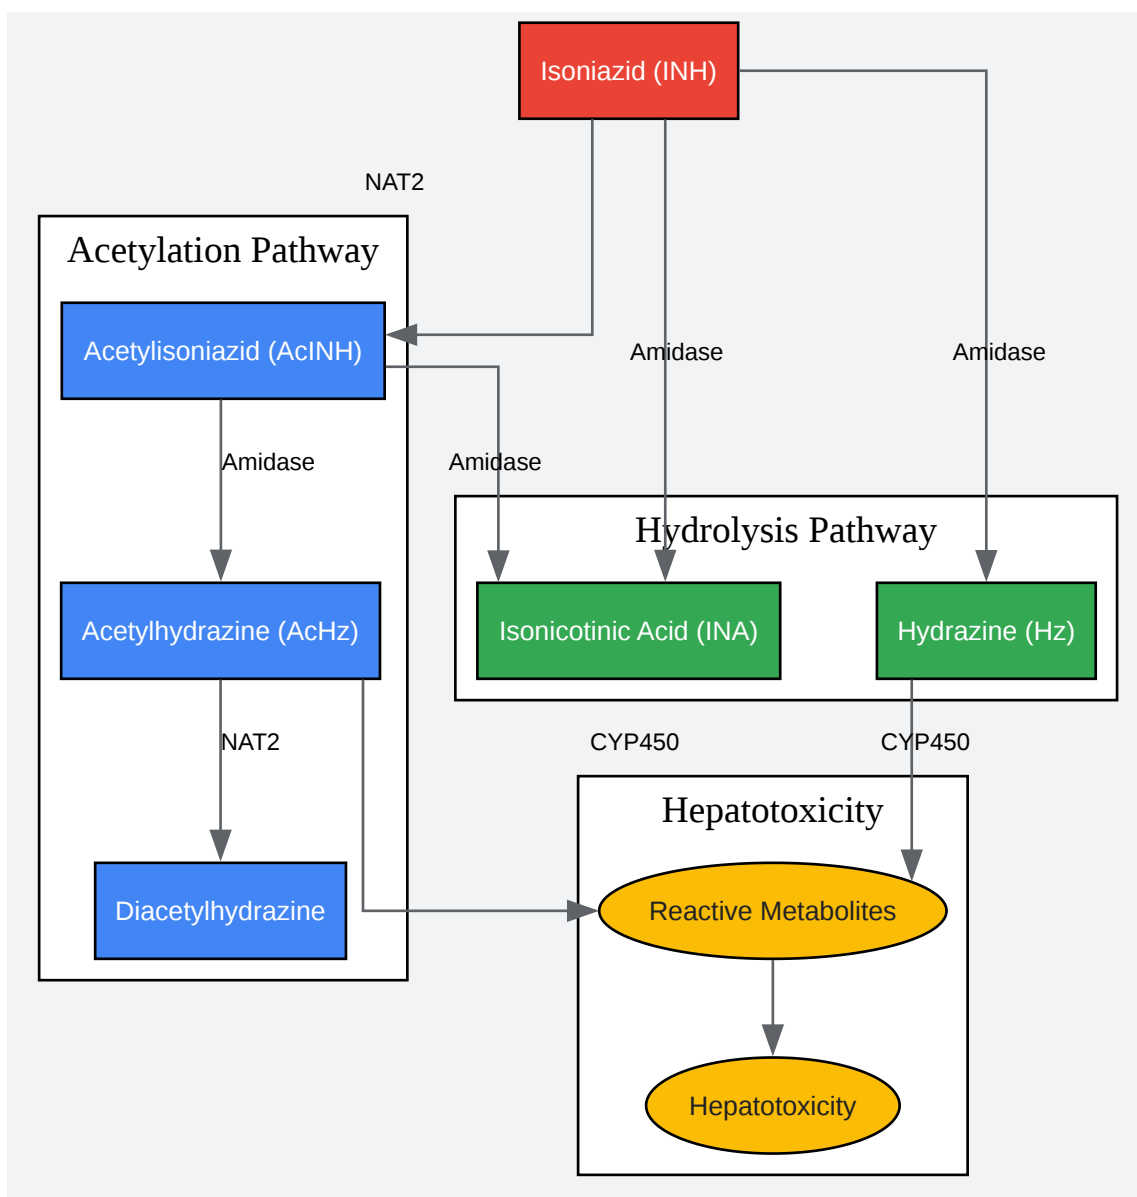 Isoniazid (INH)
NAT2
Acetylation Pathway
Acetylisoniazid (AcINH)
Amidase
Amidase
Amidase
Amidase
Hydrolysis Pathway
Acetylhydrazine (AcHz)
Isonicotinic Acid (INA)
Hydrazine (Hz)
NAT2
CYP450
CYP450
Hepatotoxicity
Diacetylhydrazine
Reactive Metabolites
Hepatotoxicity